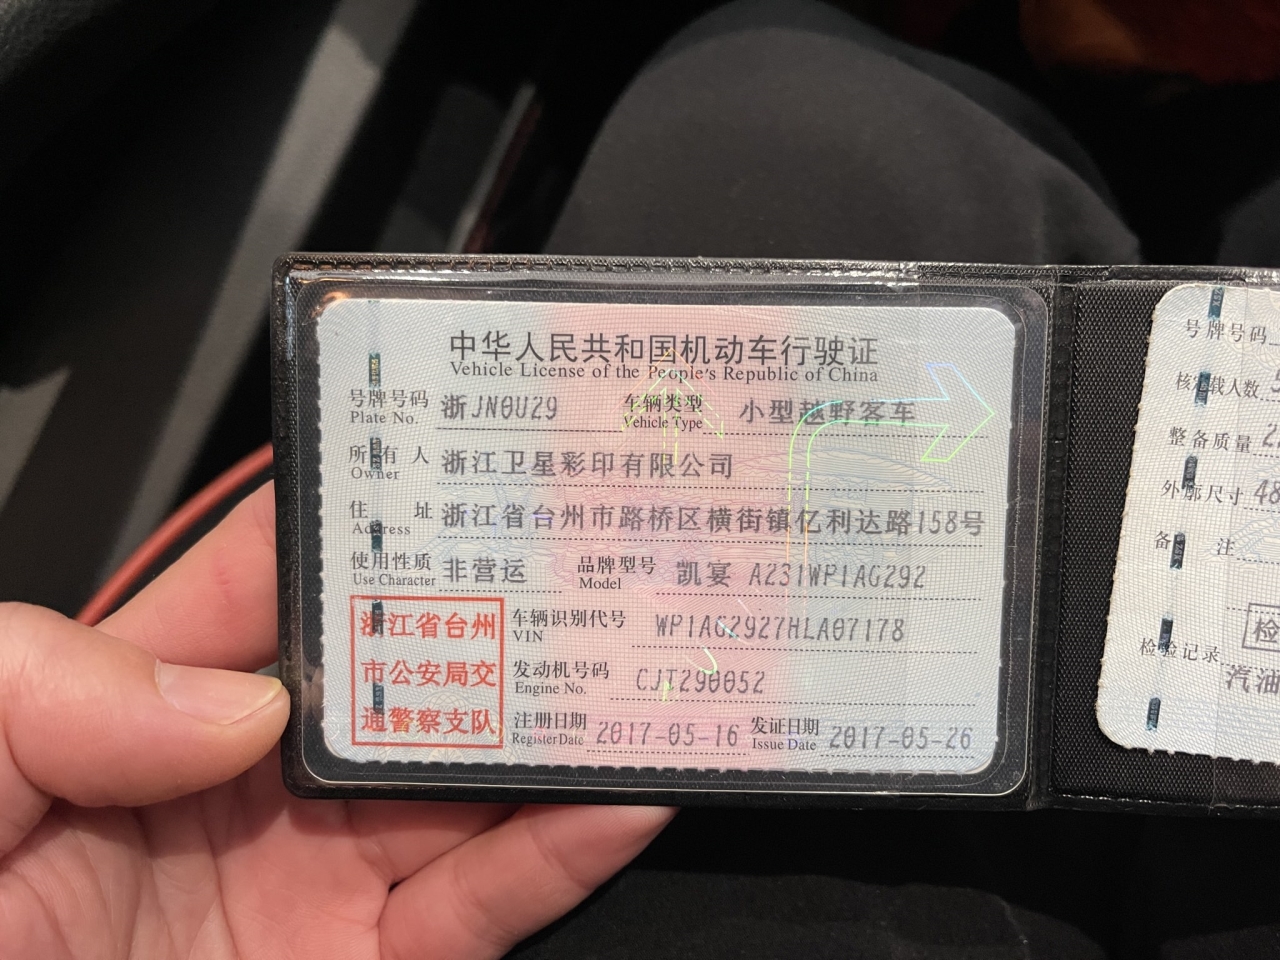 中华人民共和国机动车行驶证
Vehicle License of the People's Republic of China
号牌号码 浙JN0U29 车辆类型 小型越野客车
Plate No. Vehicle Type
所有人 浙江卫星彩印有限公司
Owner
住址 浙江省台州市路桥区横街镇亿利达路158号
Address
使用性质 非营运 品牌型号 凯宴 A231WP1AG292
Use Character Model
浙江省台州
市公安局交
通警察支队
车辆识别代号 WP1AG2927HLA07178
VIN
发动机号码 CJT290052
Engine No.
注册日期 2017-05-16 发证日期 2017-05-26
Register Date Issue Date
号牌号码
核定载人数
整备质量
外廓尺寸 48
备注
检
检验记录
汽油